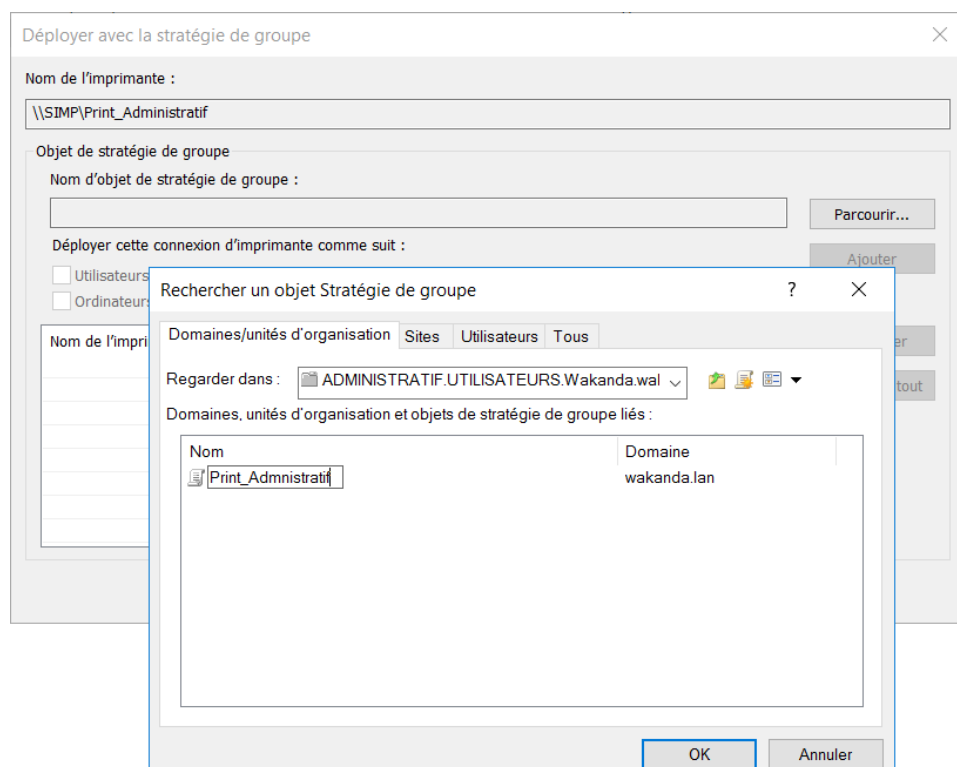 Déployer avec la stratégie de groupe
Nom de l'imprimante :
\\SIMP\Print_Administratif
Objet de stratégie de groupe
Nom d'objet de stratégie de groupe :
Parcourir...
Déployer cette connexion d'imprimante comme suit :
Ajouter
Utilisateurs
Ordinateurs
Nom de l'impri
er
tout
Rechercher un objet Stratégie de groupe
?
Domaines/unités d'organisation Sites Utilisateurs Tous
Regarder dans : ADMINISTRATIF.UTILISATEURS.Wakanda.wal
Domaines, unités d'organisation et objets de stratégie de groupe liés :
Nom Domaine
Print_Admnistratif wakanda.lan
OK Annuler